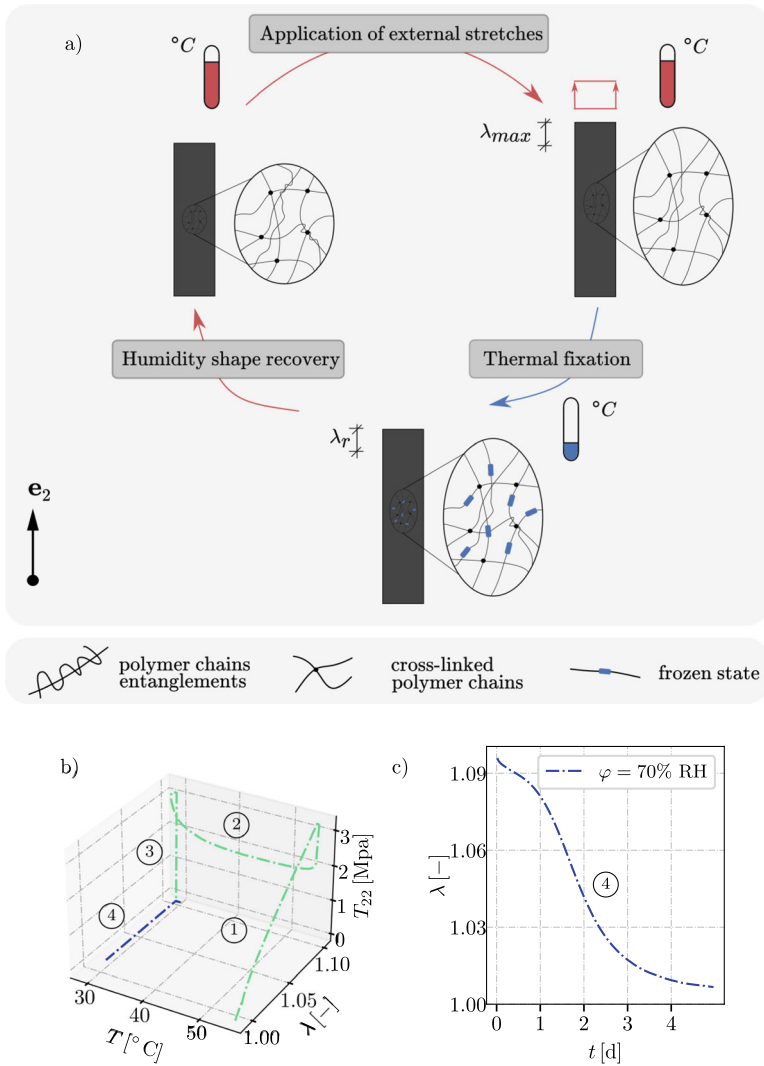 a)
°C
Application of external stretches
°C
λmax
Humidity shape recovery
Thermal fixation
°C
λr
e2
polymer chains
entanglements
cross-linked
polymer chains
frozen state
b)
2
3
4
1
3
2
1
0
T22 [Mpa]
1.10
1.05
1.00
λ [−]
30
40
50
T [°C]
c)
φ = 70% RH
4
1.09
1.06
1.03
1.00
λ [−]
0 1 2 3 4
t [d]